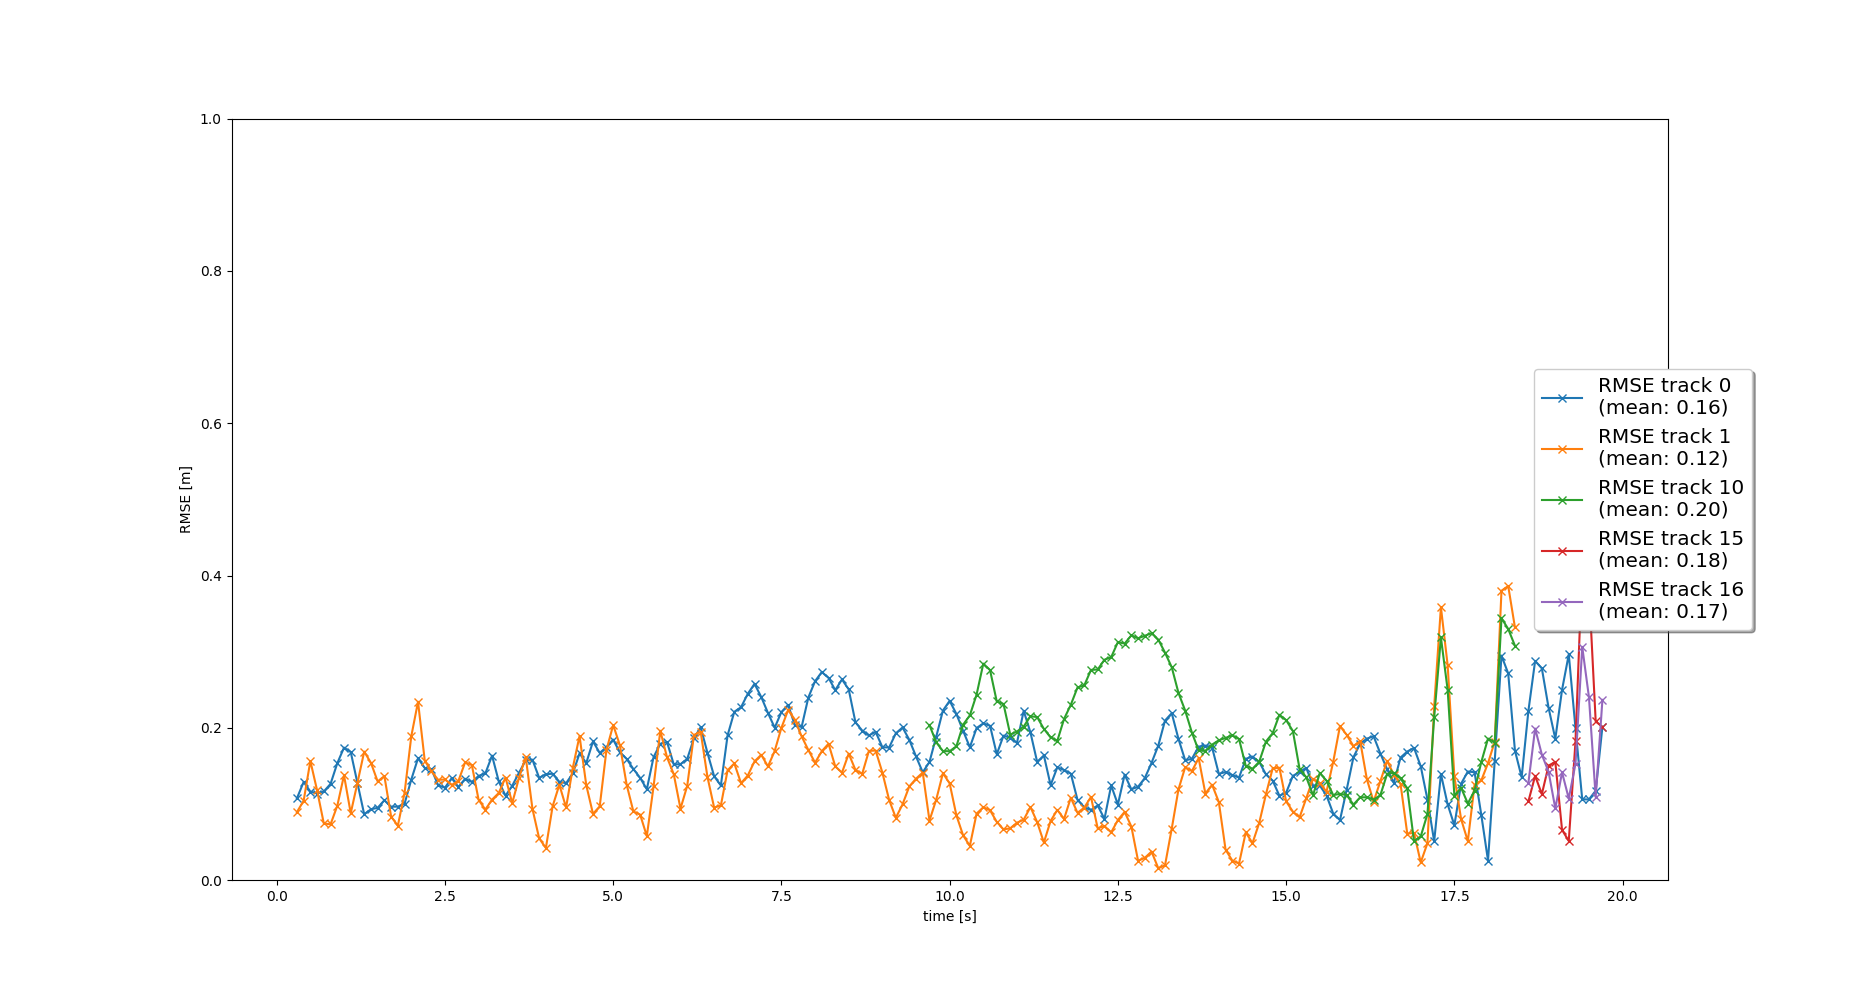 1.0
0.8
0.6
0.4
0.2
0.0
RMSE [m]
0.0 2.5 5.0 7.5 10.0 12.5 15.0 17.5 20.0
time [s]
RMSE track 0
(mean: 0.16)
RMSE track 1
(mean: 0.12)
RMSE track 10
(mean: 0.20)
RMSE track 15
(mean: 0.18)
RMSE track 16
(mean: 0.17)